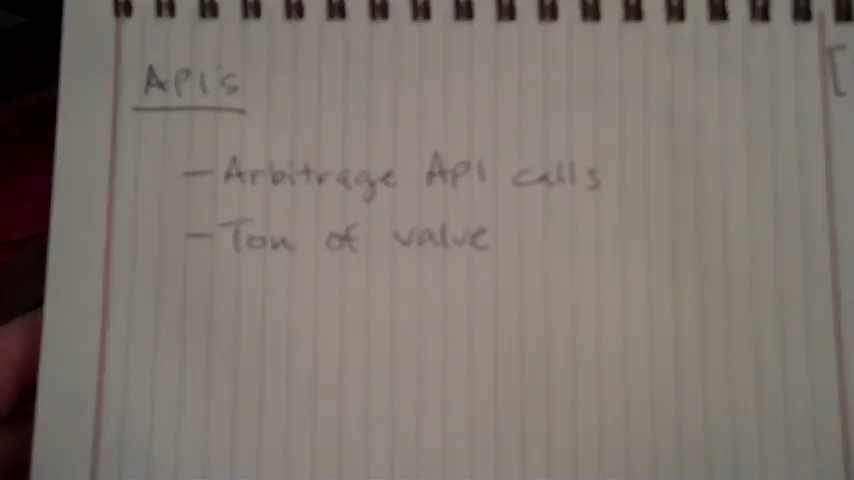 API's
- Arbitrage API calls
- Ton of value
[